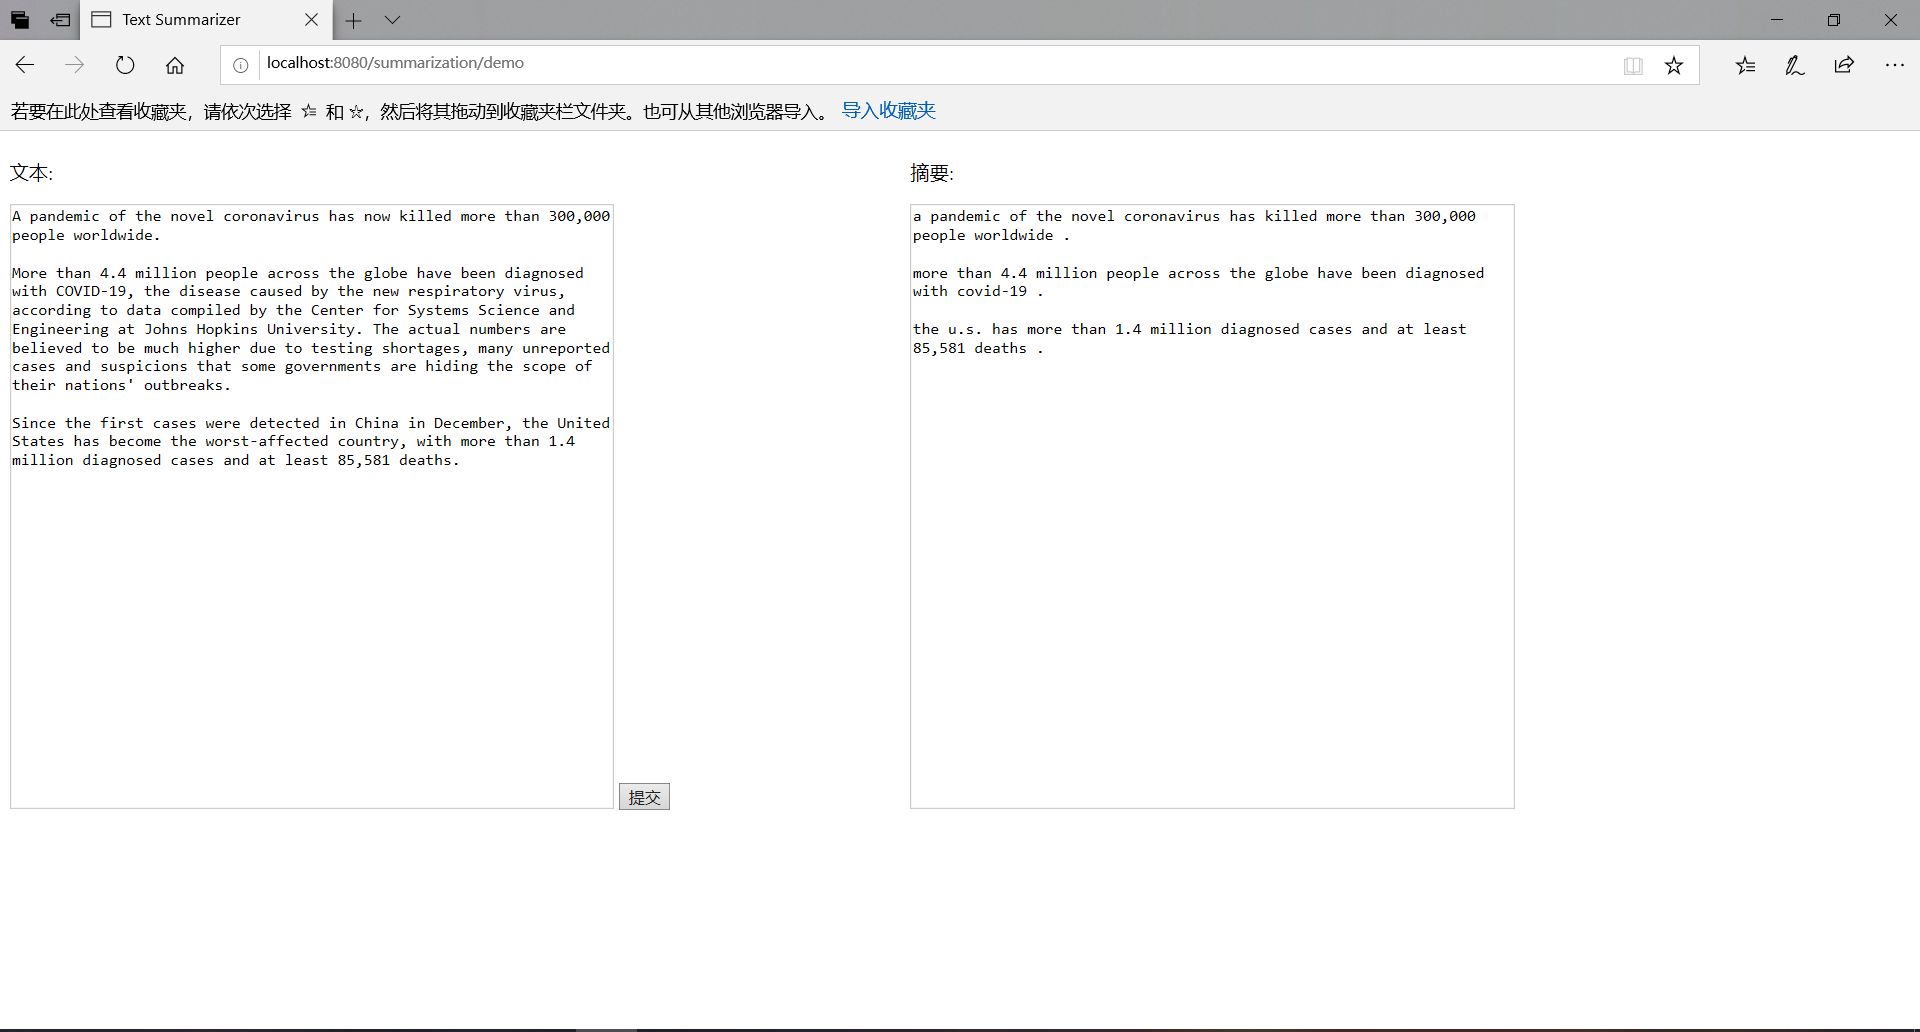 Text Summarizer
localhost:8080/summarization/demo
若要在此处查看收藏夹，请依次选择 和 ，然后将其拖动到收藏夹栏文件夹。也可从其他浏览器导入。 导入收藏夹
文本:
A pandemic of the novel coronavirus has now killed more than 300,000
people worldwide.
More than 4.4 million people across the globe have been diagnosed
with COVID-19, the disease caused by the new respiratory virus,
according to data compiled by the Center for Systems Science and
Engineering at Johns Hopkins University. The actual numbers are
believed to be much higher due to testing shortages, many unreported
cases and suspicions that some governments are hiding the scope of
their nations' outbreaks.
Since the first cases were detected in China in December, the United
States has become the worst-affected country, with more than 1.4
million diagnosed cases and at least 85,581 deaths.
提交
摘要:
a pandemic of the novel coronavirus has killed more than 300,000
people worldwide .
more than 4.4 million people across the globe have been diagnosed
with covid-19 .
the u.s. has more than 1.4 million diagnosed cases and at least
85,581 deaths .